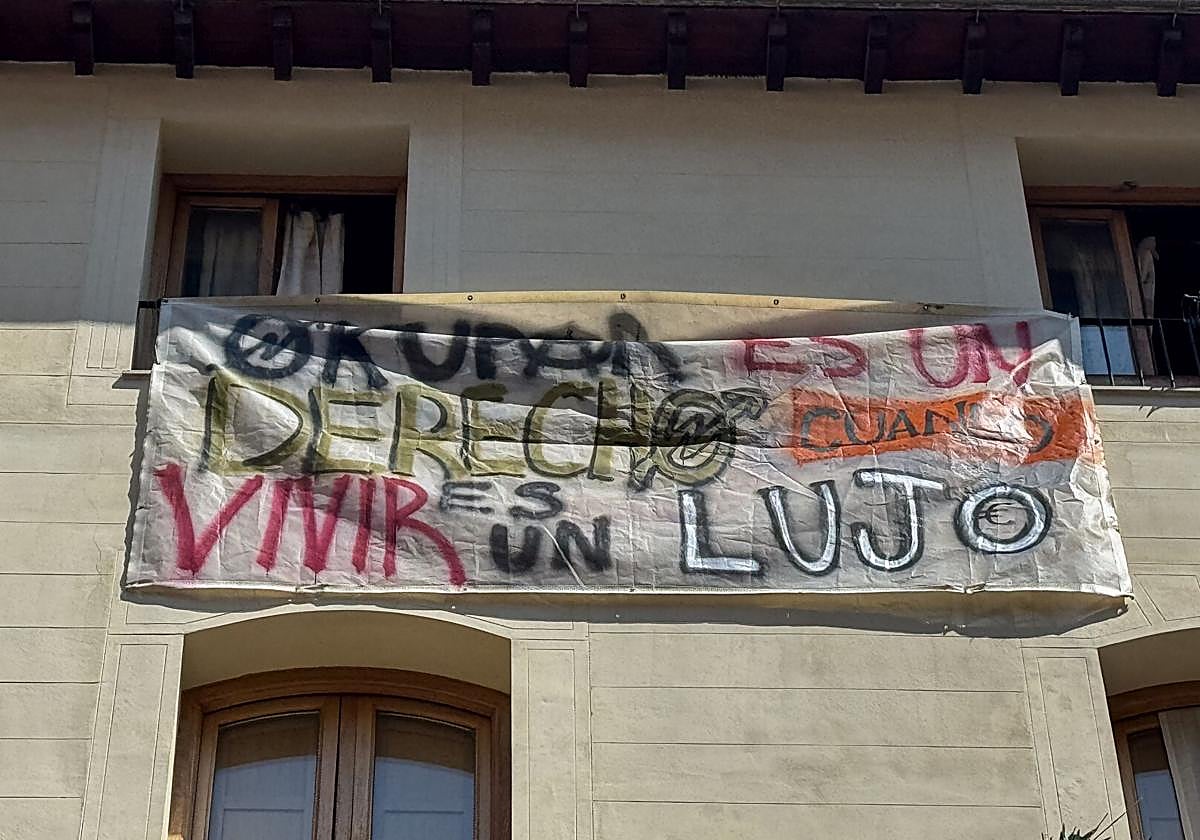 OKUPAR ES UN
DERECHO CUANDO
VIVIR ES UN LUJO
€